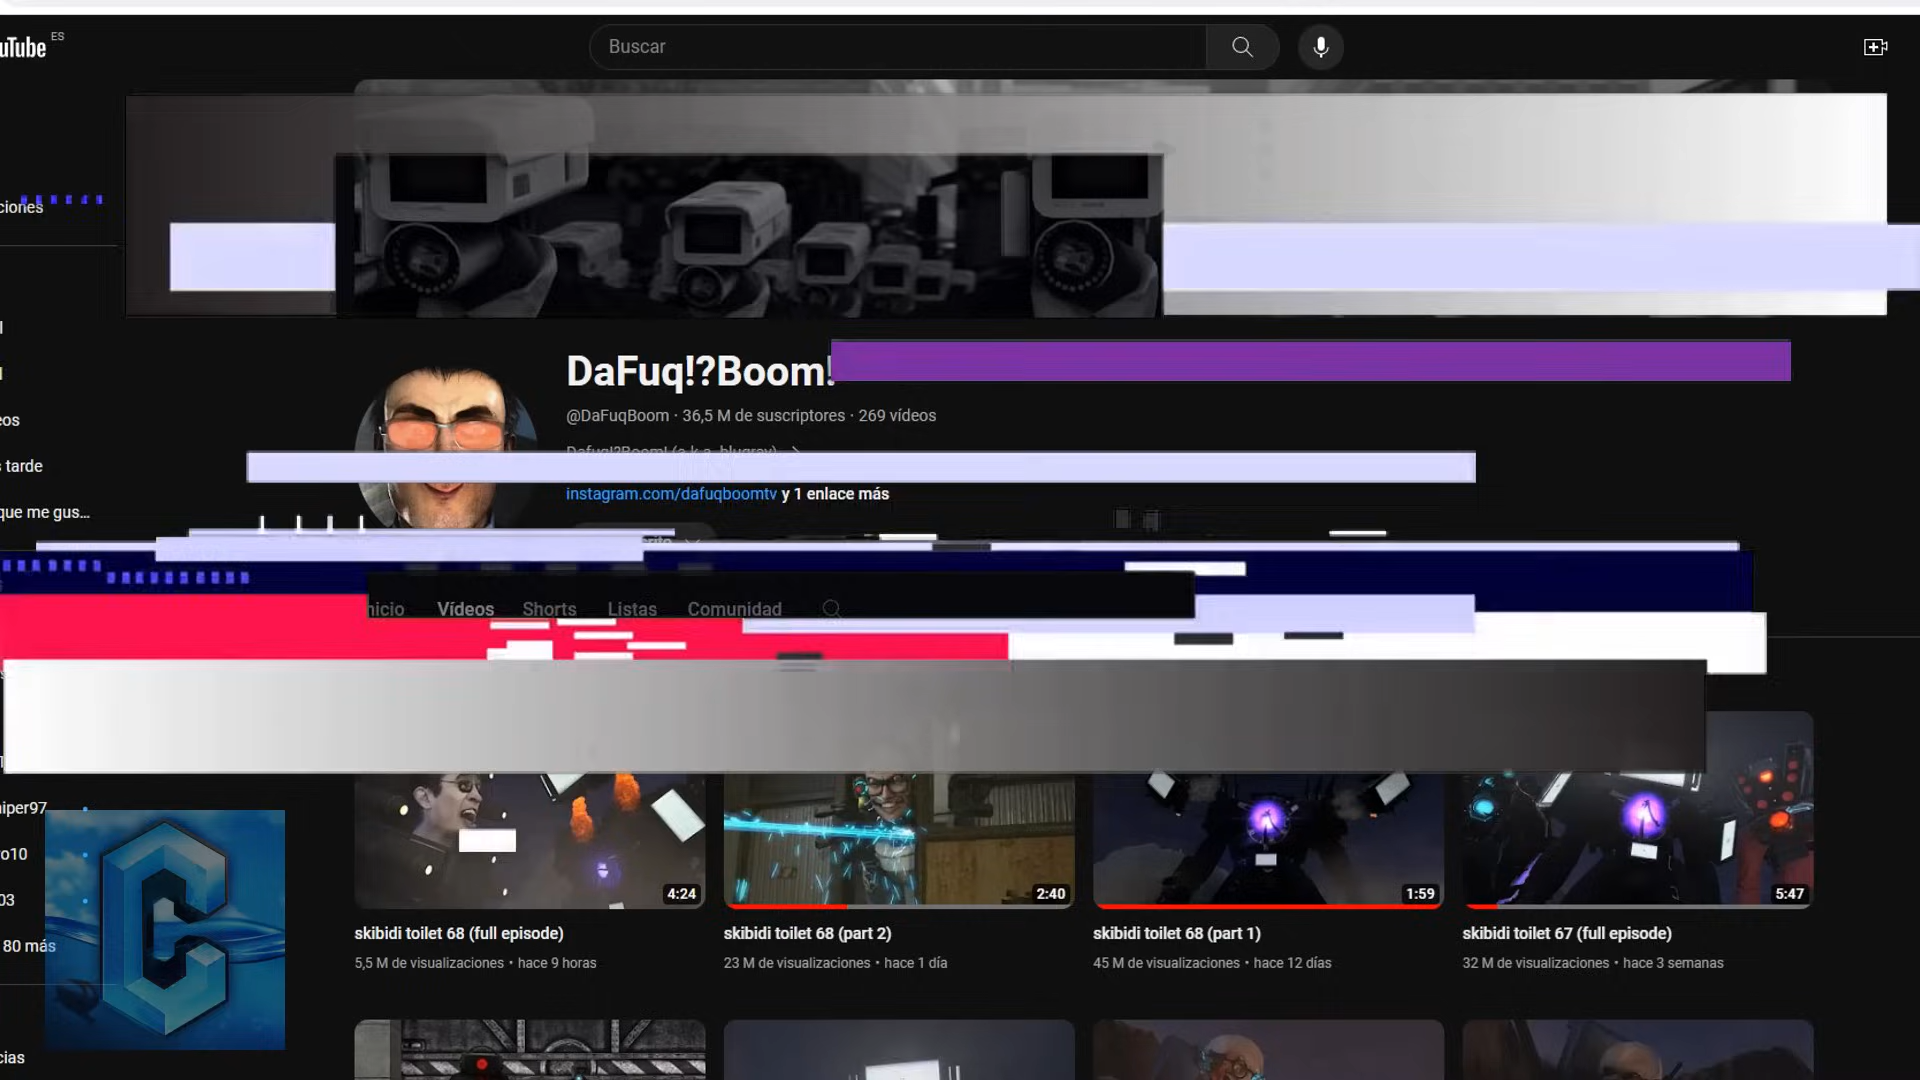 uTube ES
Buscar
ciones
DaFuq!?Boom!
@DaFuqBoom · 36,5 M de suscriptores · 269 vídeos
Dafuq!?Boom! (a.k.a. blugray)
eos
s tarde
instagram.com/dafuqboomtv y 1 enlace más
que me gus...
nicio Vídeos Shorts Listas Comunidad
niper97
o10
03
80 más
cias
4:24
2:40
1:59
5:47
skibidi toilet 68 (full episode)
skibidi toilet 68 (part 2)
skibidi toilet 68 (part 1)
skibidi toilet 67 (full episode)
5,5 M de visualizaciones • hace 9 horas
23 M de visualizaciones • hace 1 día
45 M de visualizaciones • hace 12 días
32 M de visualizaciones • hace 3 semanas